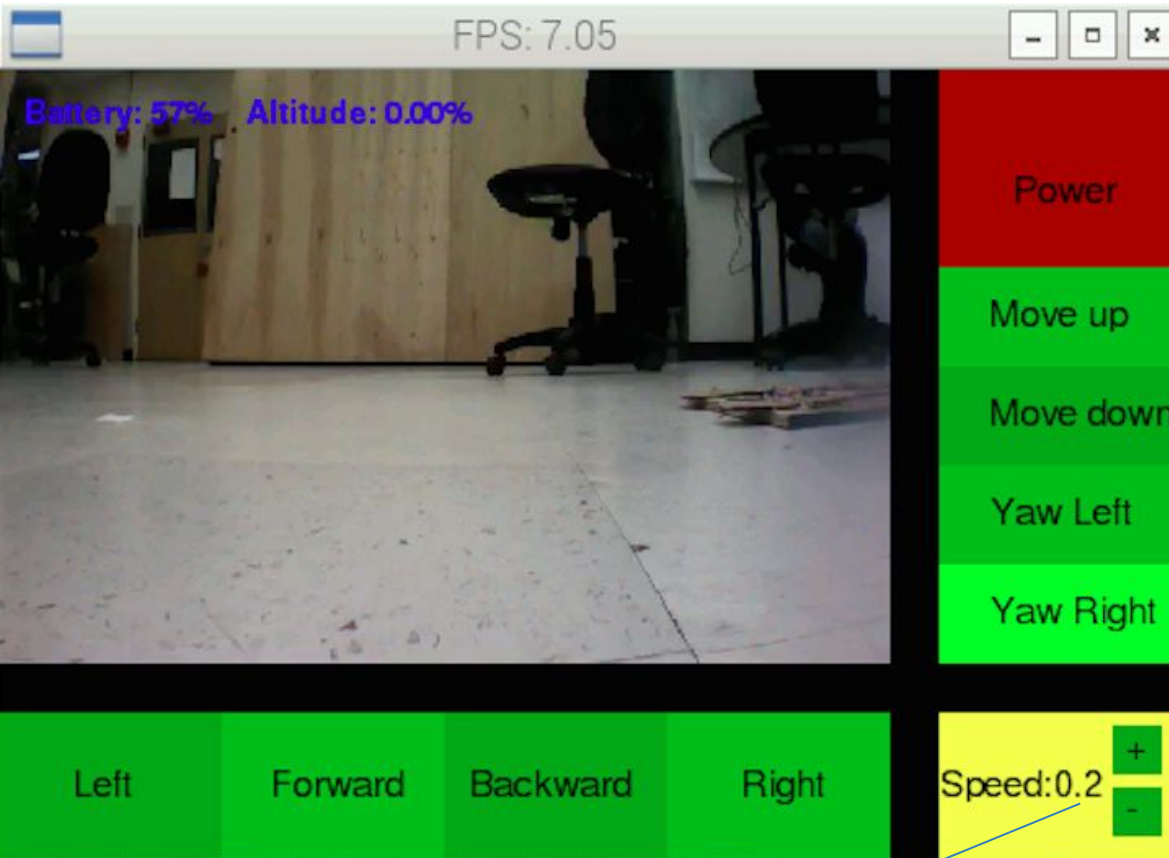 FPS: 7.05
Battery: 57% Altitude: 0.00%
Power
Move up
Move down
Yaw Left
Yaw Right
Left Forward Backward Right
Speed:0.2
+
-